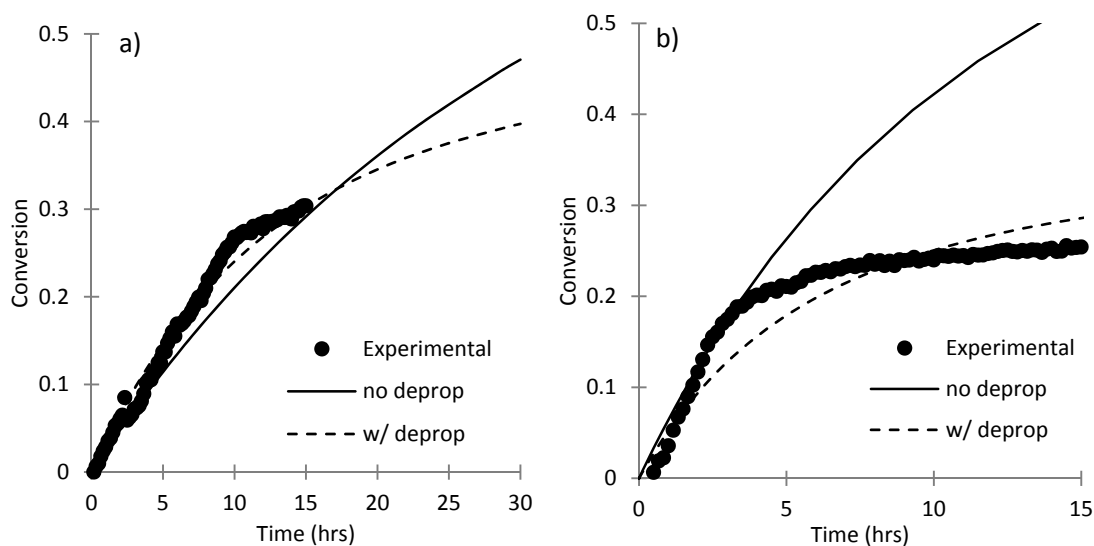 a)
0.5
0.4
0.3
0.2
0.1
0
Conversion
0 5 10 15 20 25 30
Time (hrs)
Experimental
no deprop
w/ deprop
b)
0.5
0.4
0.3
0.2
0.1
0
Conversion
0 5 10 15
Time (hrs)
Experimental
no deprop
w/ deprop